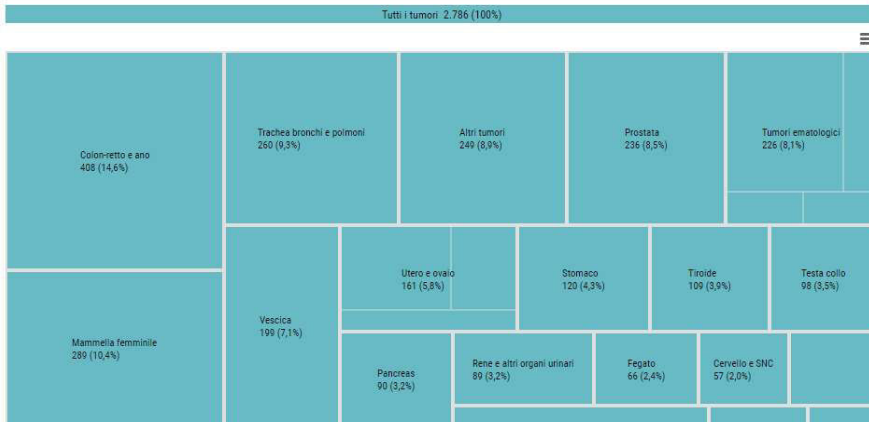 Tutti i tumori 2.786 (100%)
Colon-retto e ano
408 (14,6%)
Trachea bronchi e polmoni
260 (9,3%)
Altri tumori
249 (8,9%)
Prostata
236 (8,5%)
Tumori ematologici
226 (8,1%)
Mammella femminile
289 (10,4%)
Vescica
199 (7,1%)
Utero e ovaio
161 (5,8%)
Stomaco
120 (4,3%)
Tiroide
109 (3,9%)
Testa collo
98 (3,5%)
Pancreas
90 (3,2%)
Rene e altri organi urinari
89 (3,2%)
Fegato
66 (2,4%)
Cervello e SNC
57 (2,0%)